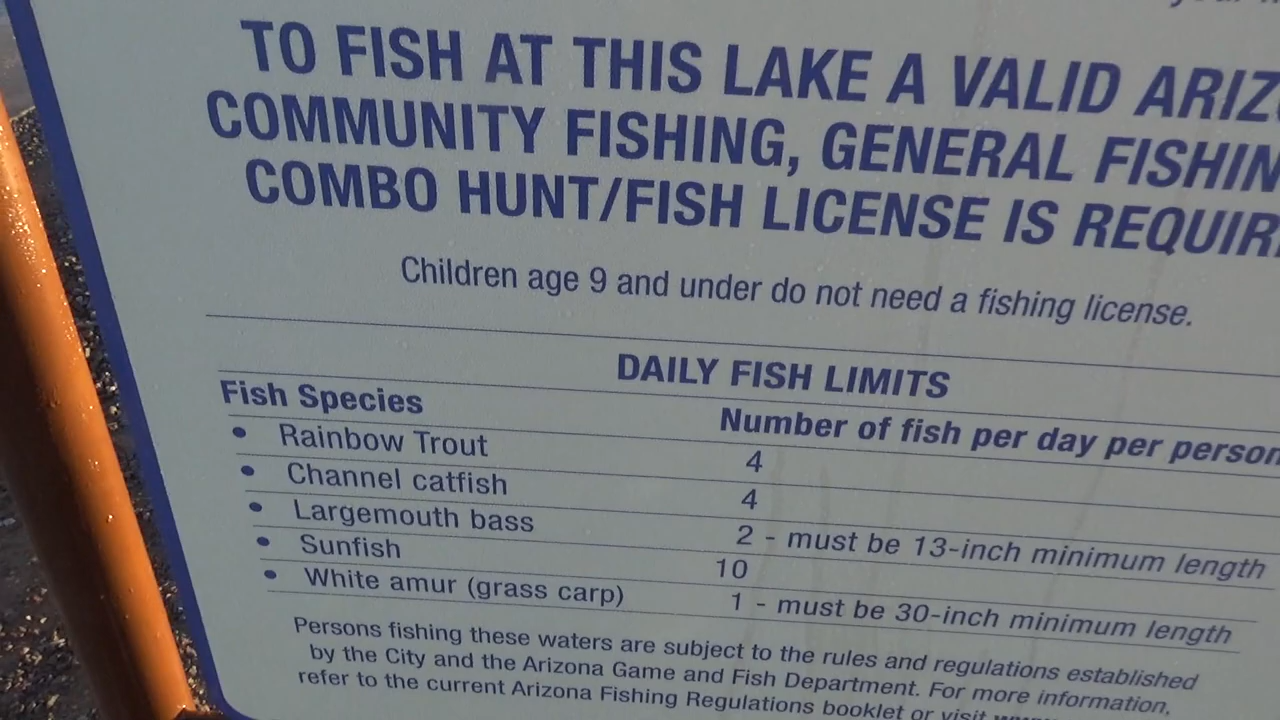 TO FISH AT THIS LAKE A VALID
COMMUNITY FISHING, GENERAL
COMBO HUNT/FISH LICENSE IS
Children age 9 and under do not need a fishing license.
DAILY FISH LIMITS
Fish Species Number of fish per day per person
• Rainbow Trout 4
• Channel catfish 4
• Largemouth bass 2 - must be 13-inch minimum length
• Sunfish 10
• White amur (grass carp) 1 - must be 30-inch minimum length
Persons fishing these waters are subject to the rules and regulations established
by the City and the Arizona Game and Fish Department. For more information,
refer to the current Arizona Fishing Regulations booklet or visit